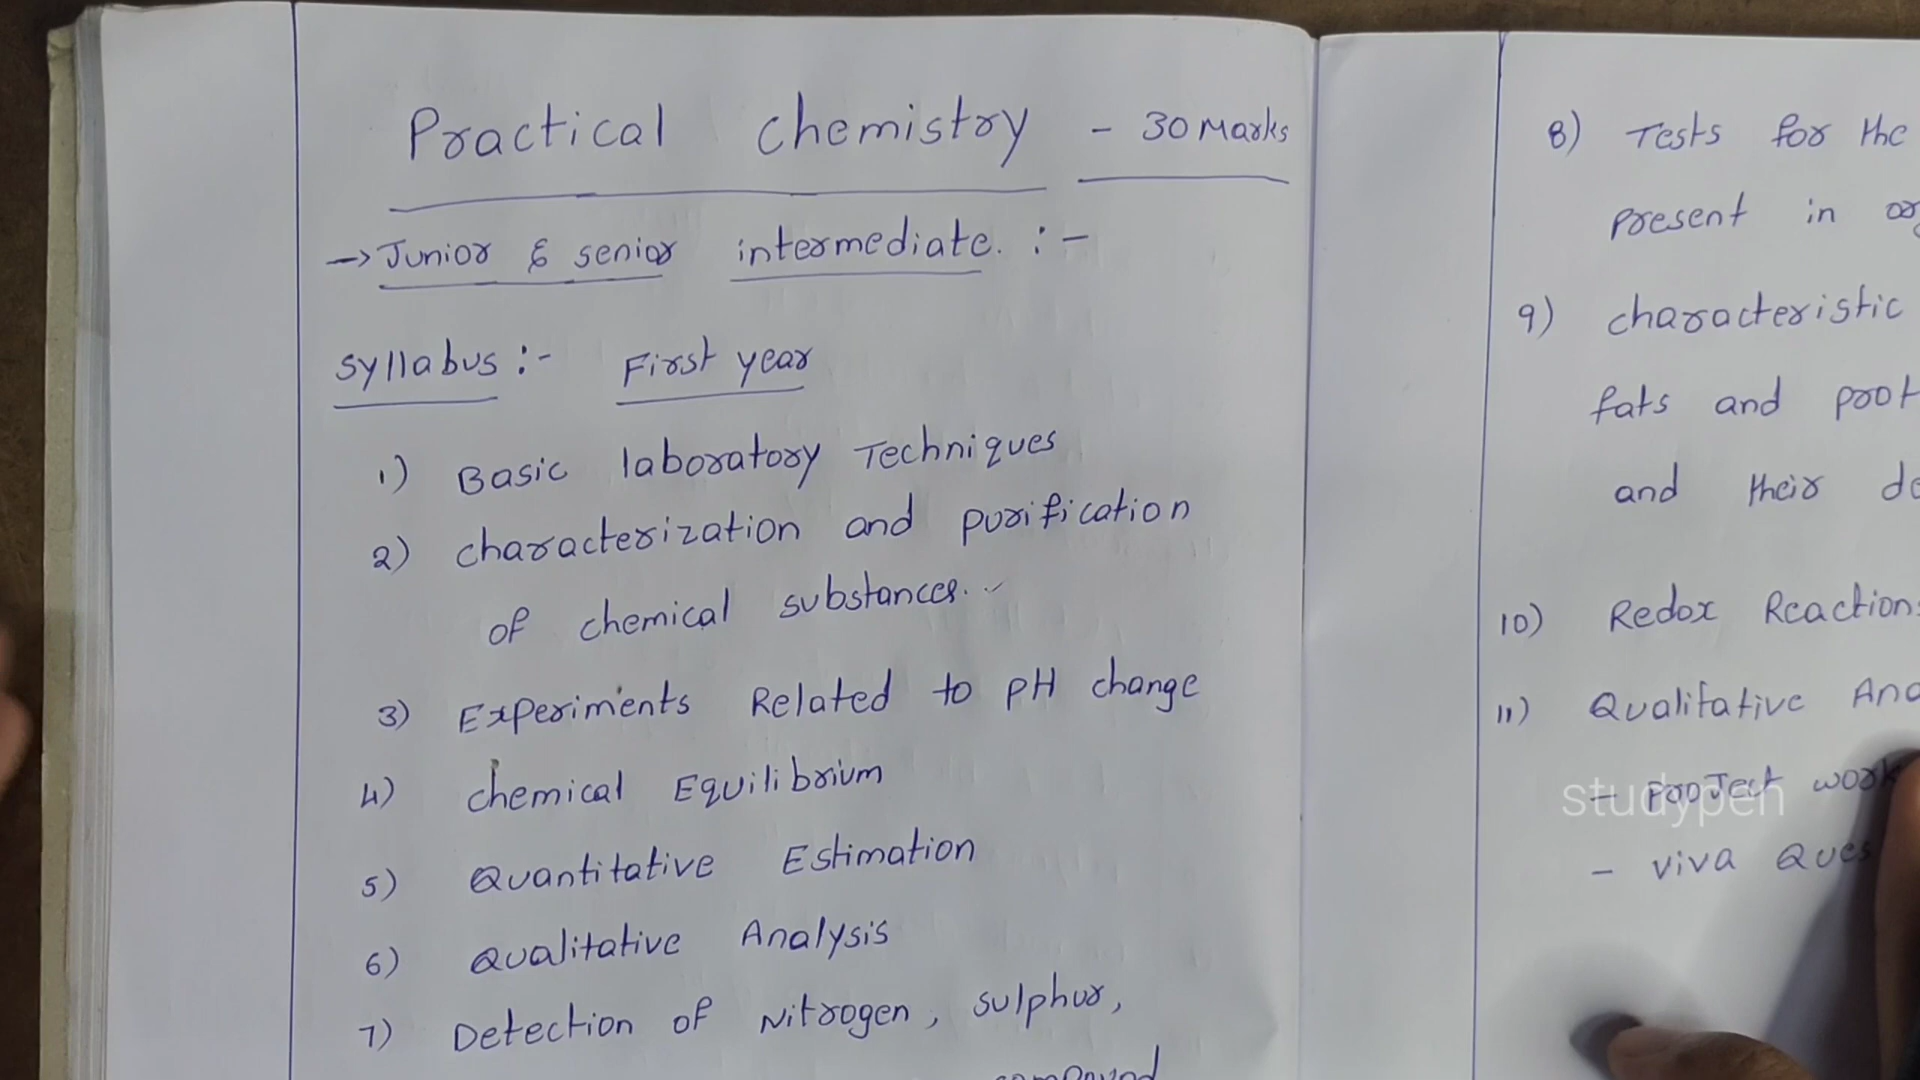 Practical chemistry - 30 Marks
→ Junior & senior intermediate. :-
Syllabus :- First year
1) Basic laboratory Techniques
2) characterization and purification
of chemical substances.
3) Experiments Related to pH change
4) chemical Equilibrium
5) Quantitative Estimation
6) Qualitative Analysis
7) Detection of Nitrogen, sulphur,
compound
8) Tests for the
present in
9) characteristic
fats and
and their
10) Redox Reactions
11) Qualitative
- project work
- viva
studypen